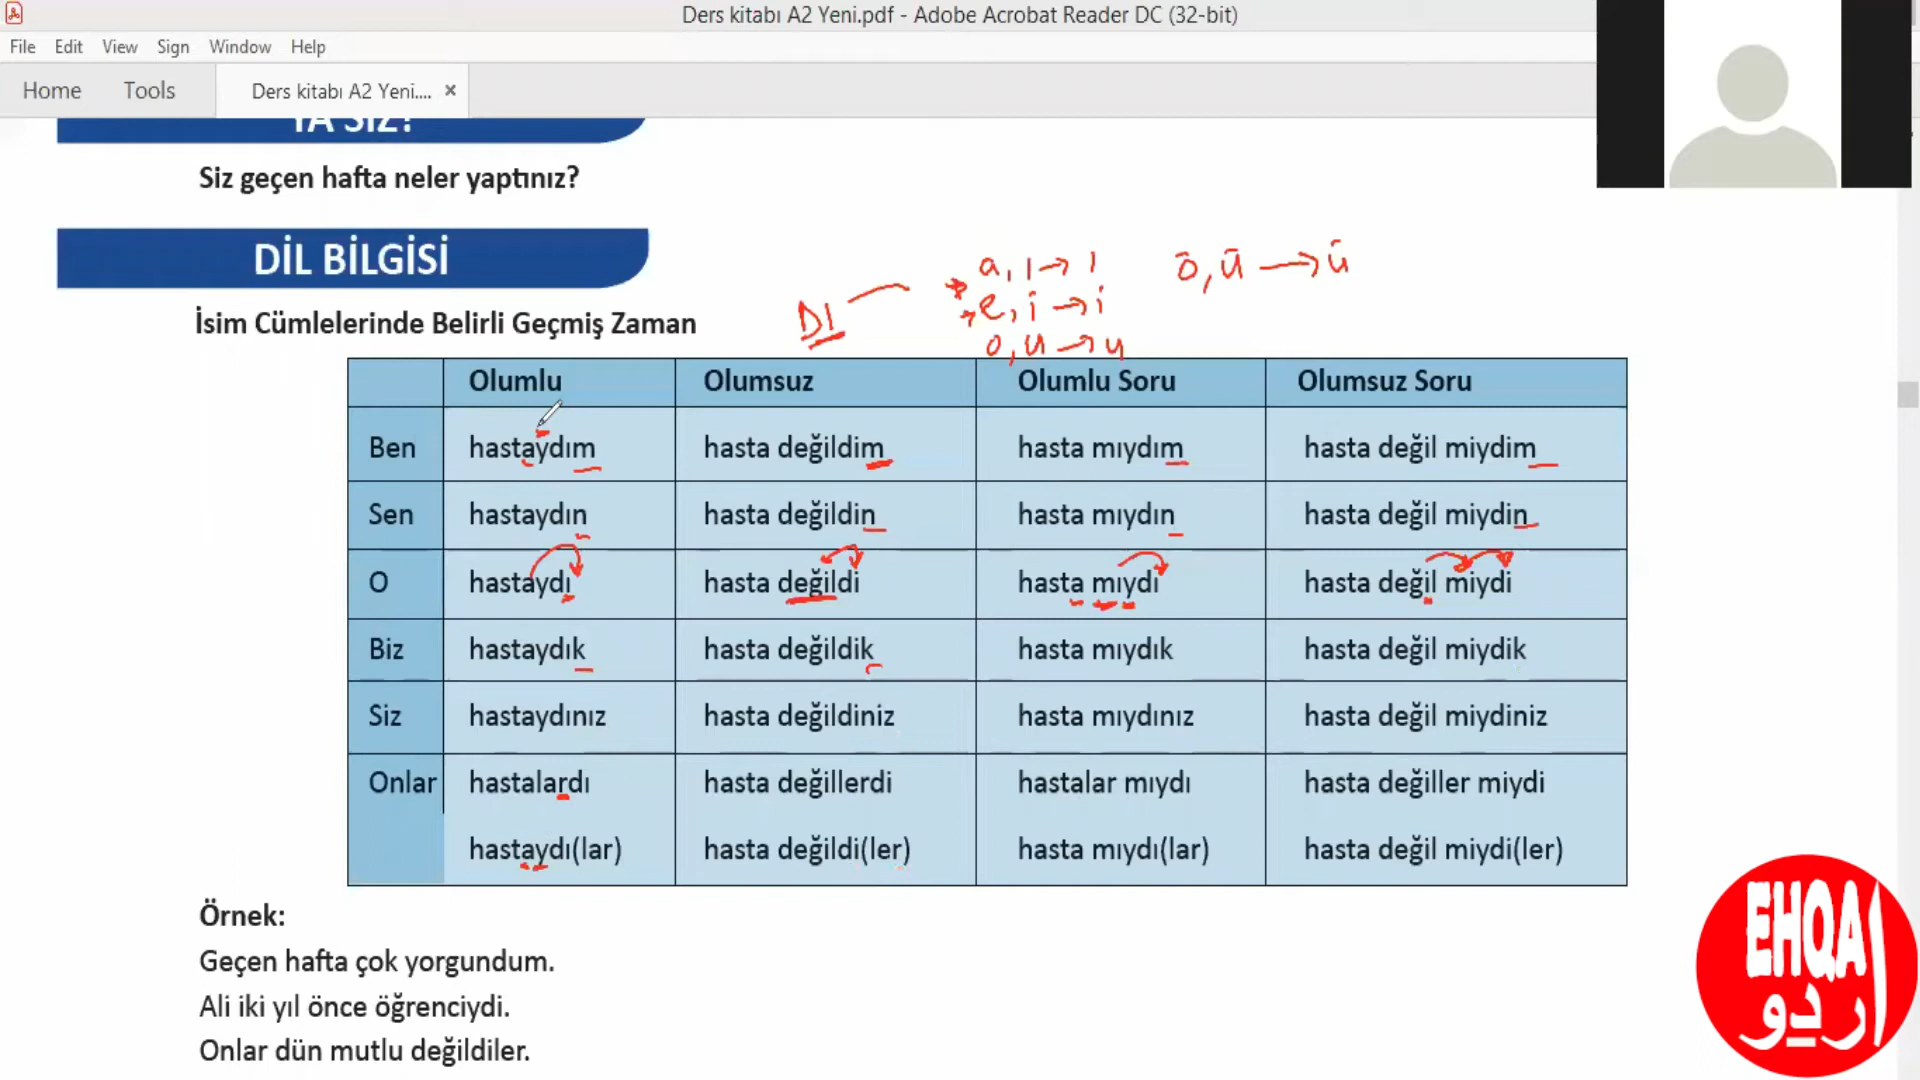 Ders kitabı A2 Yeni.pdf - Adobe Acrobat Reader DC (32-bit)
File Edit View Sign Window Help
Home Tools Ders kitabı A2 Yeni.... ×
YA SİZ?
Siz geçen hafta neler yaptınız?
DİL BİLGİSİ
a, ı → ı ö, ü → ü
e, i → i
DI
İsim Cümlelerinde Belirli Geçmiş Zaman
o, u → u
Olumlu Olumsuz Olumlu Soru Olumsuz Soru
Ben hastaydım hasta değildim hasta mıydım hasta değil miydim
Sen hastaydın hasta değildin hasta mıydın hasta değil miydin
O hastaydı hasta değildi hasta mıydı hasta değil miydi
Biz hastaydık hasta değildik hasta mıydık hasta değil miydik
Siz hastaydınız hasta değildiniz hasta mıydınız hasta değil miydiniz
Onlar hastalardı hasta değillerdi hastalar mıydı hasta değiller miydi
hastaydı(lar) hasta değildi(ler) hasta mıydı(lar) hasta değil miydi(ler)
Örnek:
Geçen hafta çok yorgundum.
Ali iki yıl önce öğrenciydi.
Onlar dün mutlu değildiler.
EHQA
اردو